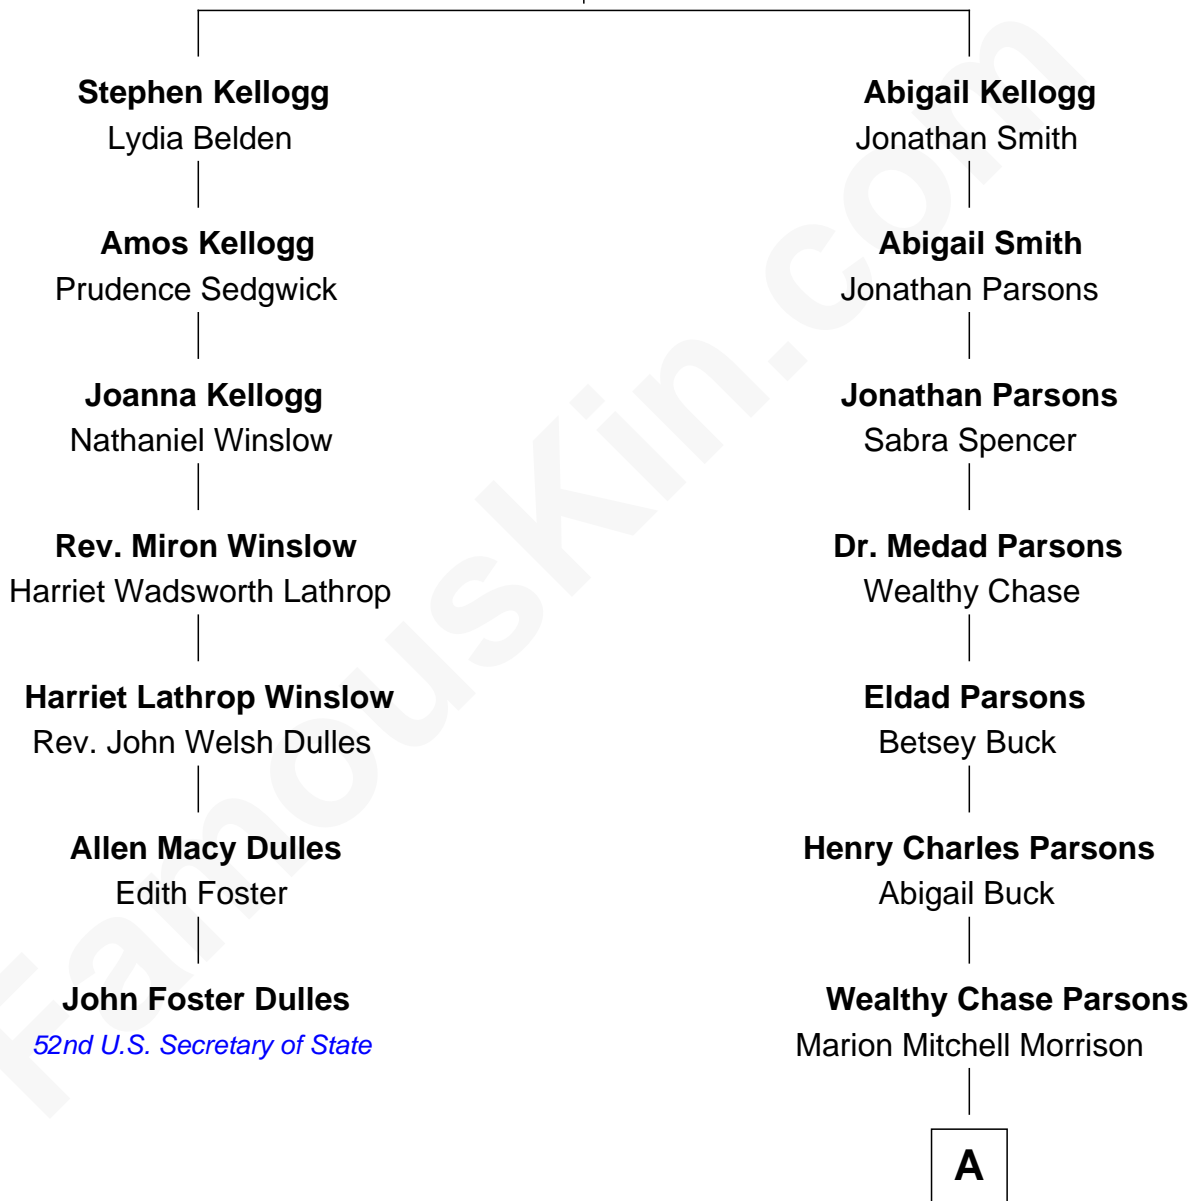 Stephen Kellogg
Lydia Belden
Amos Kellogg
Prudence Sedgwick
Joanna Kellogg
Nathaniel Winslow
Rev. Miron Winslow
Harriet Wadsworth Lathrop
Harriet Lathrop Winslow
Rev. John Welsh Dulles
Allen Macy Dulles
Edith Foster
John Foster Dulles
52nd U.S. Secretary of State
Abigail Kellogg
Jonathan Smith
Abigail Smith
Jonathan Parsons
Jonathan Parsons
Sabra Spencer
Dr. Medad Parsons
Wealthy Chase
Eldad Parsons
Betsey Buck
Henry Charles Parsons
Abigail Buck
Wealthy Chase Parsons
Marion Mitchell Morrison
A
FamousKin.com